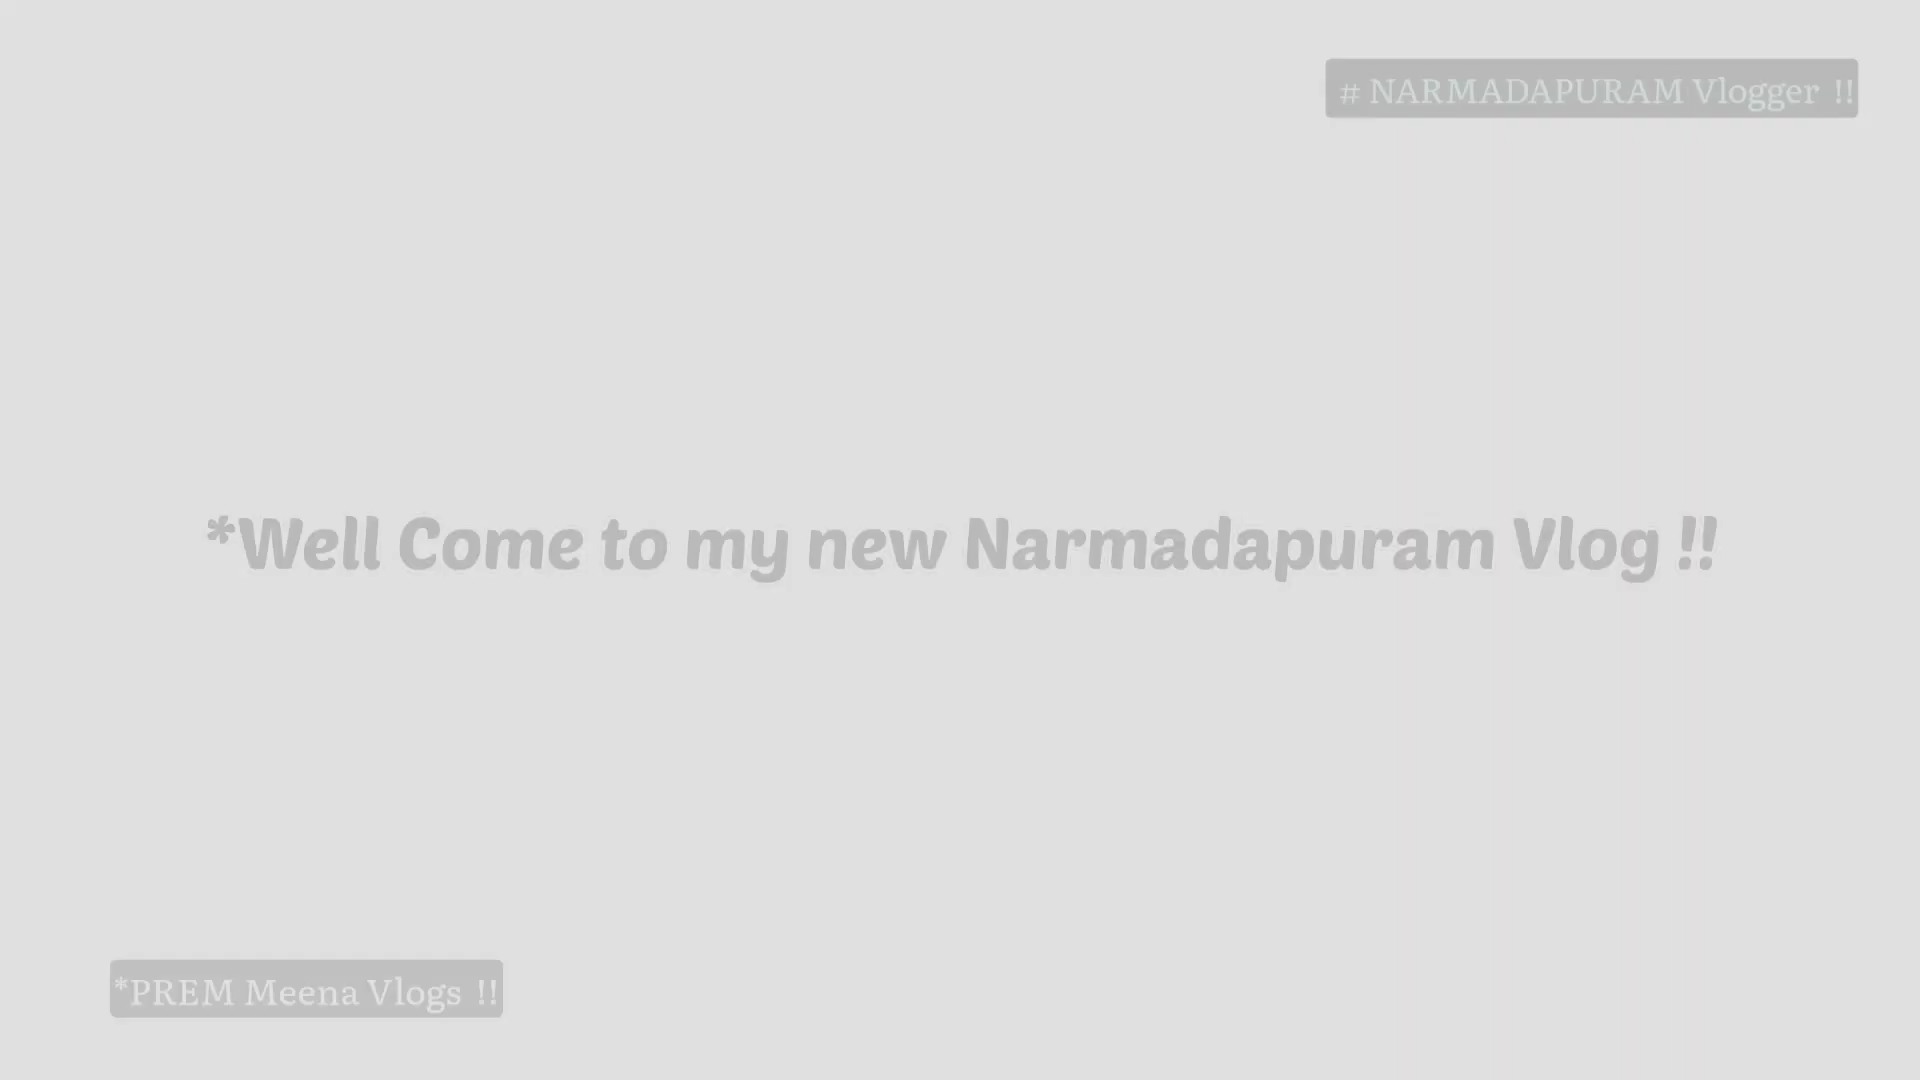 # NARMADAPURAM Vlogger !!
*Well Come to my new Narmadapuram Vlog !!
*PREM Meena Vlogs !!